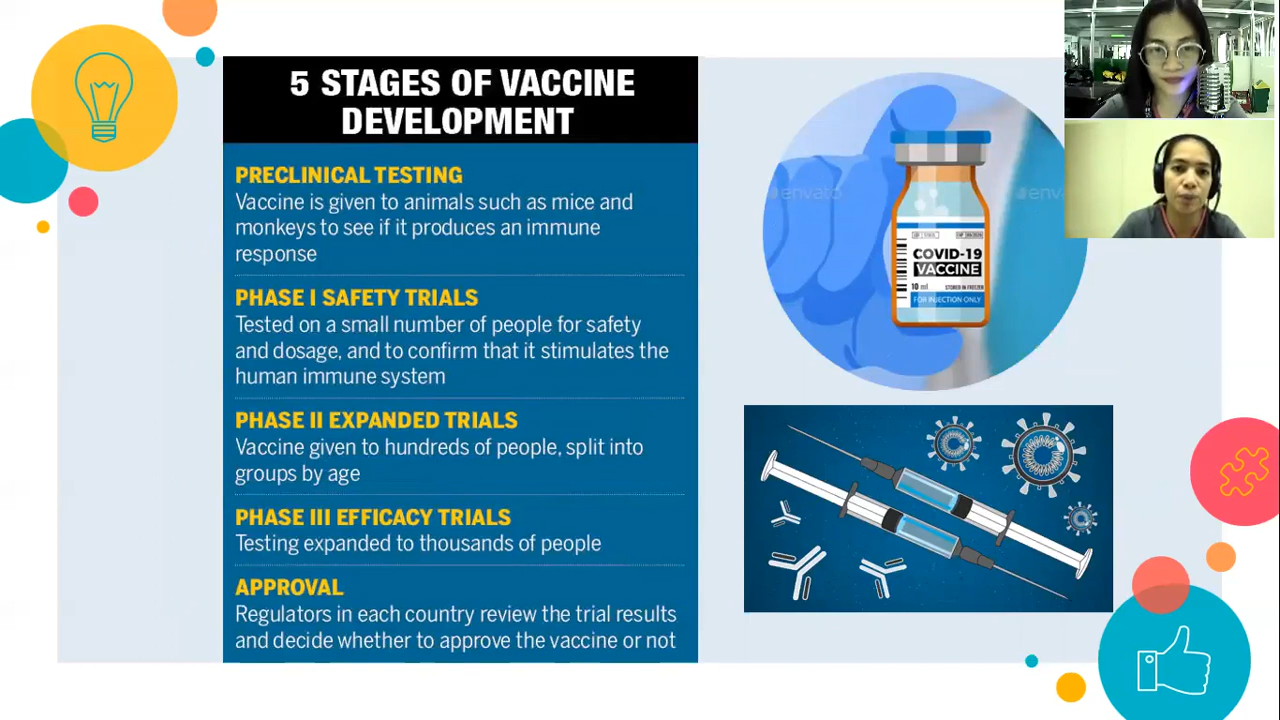 5 STAGES OF VACCINE
DEVELOPMENT
PRECLINICAL TESTING
Vaccine is given to animals such as mice and
monkeys to see if it produces an immune
response
PHASE I SAFETY TRIALS
Tested on a small number of people for safety
and dosage, and to confirm that it stimulates the
human immune system
PHASE II EXPANDED TRIALS
Vaccine given to hundreds of people, split into
groups by age
PHASE III EFFICACY TRIALS
Testing expanded to thousands of people
APPROVAL
Regulators in each country review the trial results
and decide whether to approve the vaccine or not
envato
env
COVID-19
VACCINE
10 ml STORED IN FREEZER
FOR INJECTION ONLY